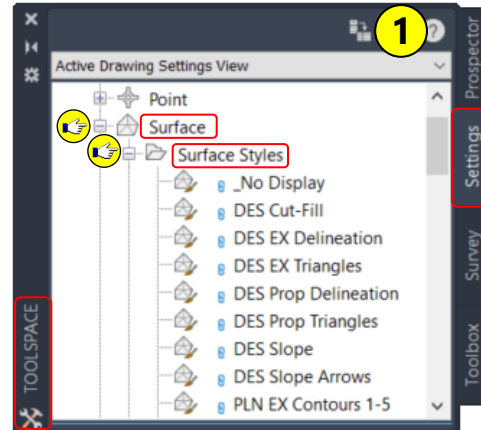 1
?
Active Drawing Settings View
Point
Surface
Surface Styles
_No Display
DES Cut-Fill
DES EX Delineation
DES EX Triangles
DES Prop Delineation
DES Prop Triangles
DES Slope
DES Slope Arrows
PLN EX Contours 1-5
TOOLSPACE
Prospector
Settings
Survey
Toolbox